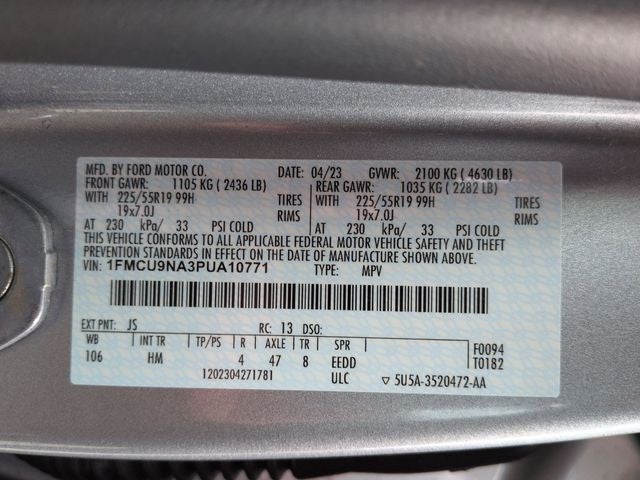 MFD. BY FORD MOTOR CO. DATE: 04/23 GVWR: 2100 KG ( 4630 LB)
FRONT GAWR: 1105 KG ( 2436 LB) REAR GAWR: 1035 KG ( 2282 LB)
WITH 225/55R19 99H TIRES WITH 225/55R19 99H TIRES
19x7.0J RIMS 19x7.0J RIMS
AT 230 kPa/ 33 PSI COLD AT 230 kPa/ 33 PSI COLD
THIS VEHICLE CONFORMS TO ALL APPLICABLE FEDERAL MOTOR VEHICLE SAFETY AND THEFT
PREVENTION STANDARDS IN EFFECT ON THE DATE OF MANUFACTURE SHOWN ABOVE.
VIN: 1FMCU9NA3PUA10771 TYPE: MPV
EXT PNT: JS RC: 13 DSO:
WB INT TR TP/PS R AXLE TR SPR F0094
106 HM 4 47 8 EEDD T0182
1202304271781 ULC 5U5A-3520472-AA